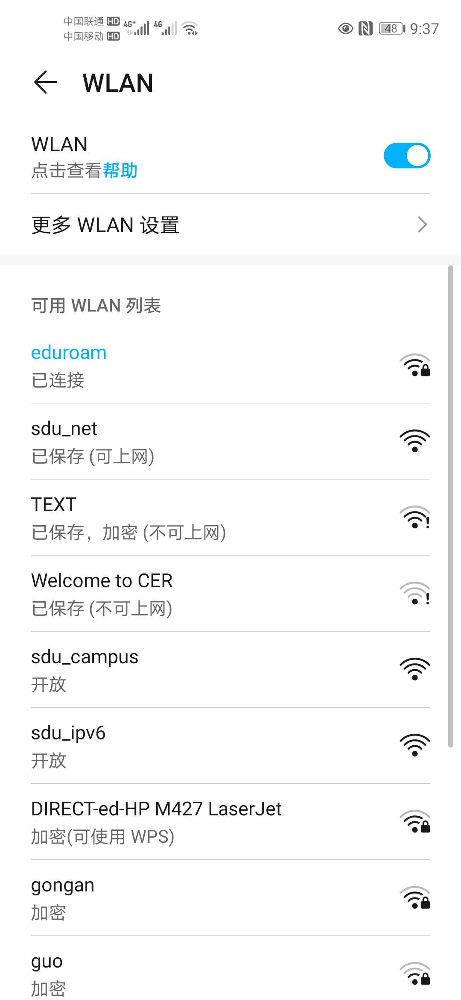 中国联通 HD 4G+ 4G 48 9:37
中国移动 HD
WLAN
WLAN
点击查看帮助
更多 WLAN 设置
可用 WLAN 列表
eduroam
已连接
sdu_net
已保存 (可上网)
TEXT
已保存，加密 (不可上网)
Welcome to CER
已保存 (不可上网)
sdu_campus
开放
sdu_ipv6
开放
DIRECT-ed-HP M427 LaserJet
加密(可使用 WPS)
gongan
加密
guo
加密